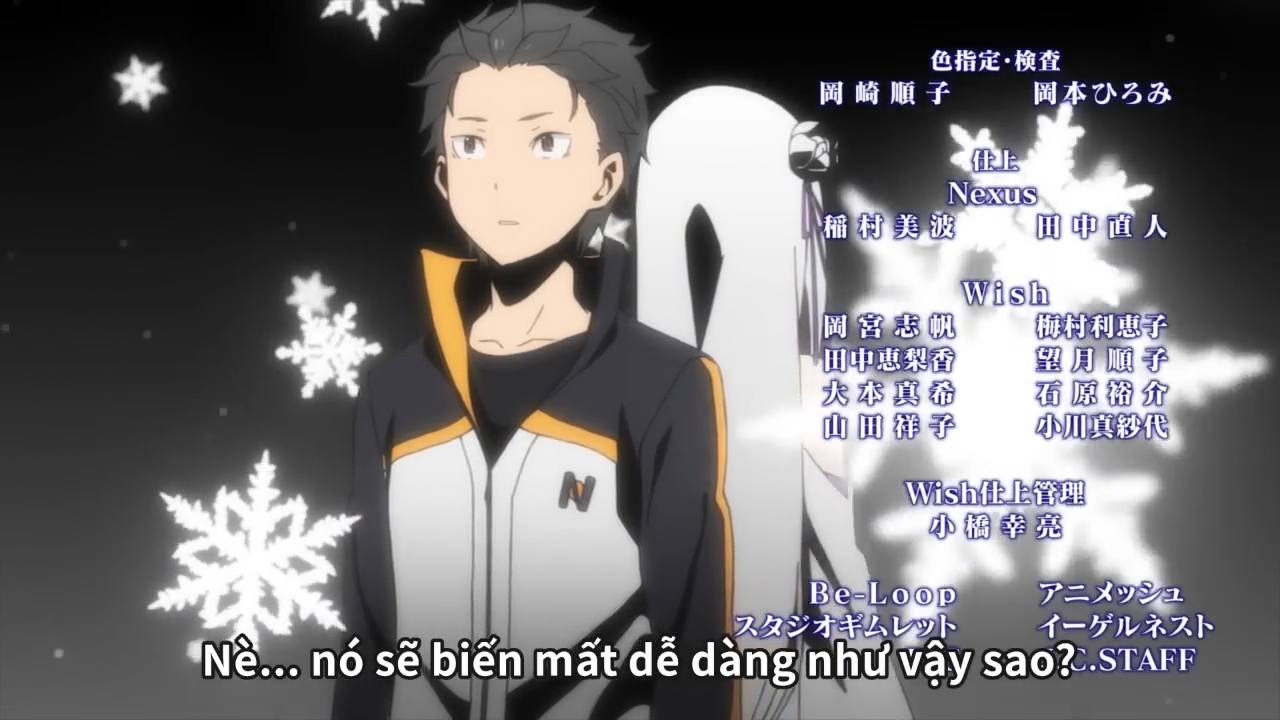 色指定・検査
岡崎順子 岡本ひろみ
仕上
Nexus
稲村美波 田中直人
Wish
岡宮志帆 梅村利恵子
田中恵梨香 望月順子
大本真希 石原裕介
山田祥子 小川真紗代
Wish仕上管理
小橋幸亮
Be-Loop アニメッシュ
スタジオギムレット イーゲルネスト
C.STAFF
Nè... nó sẽ biến mất dễ dàng như vậy sao?
N